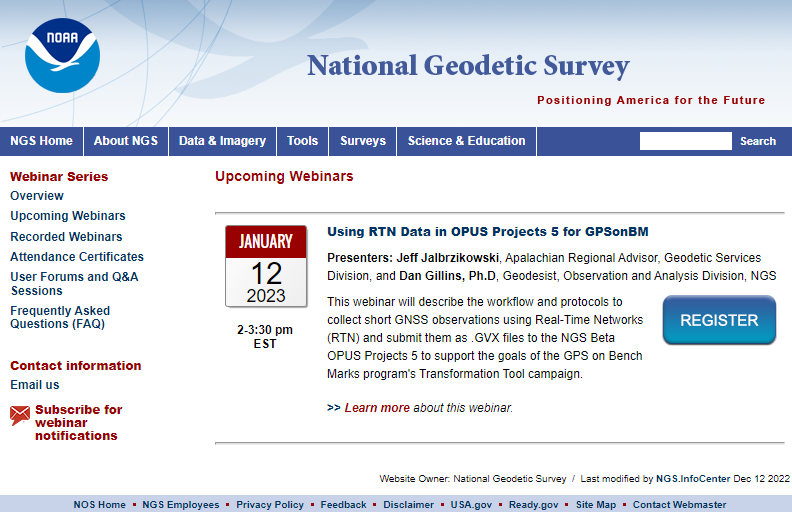 NOAA
National Geodetic Survey
Positioning America for the Future
NGS Home About NGS Data & Imagery Tools Surveys Science & Education Search
Webinar Series
Overview
Upcoming Webinars
Recorded Webinars
Attendance Certificates
User Forums and Q&A
Sessions
Frequently Asked
Questions (FAQ)
Contact information
Email us
Subscribe for
webinar
notifications
Upcoming Webinars
JANUARY
12
2023
2-3:30 pm
EST
Using RTN Data in OPUS Projects 5 for GPSonBM
Presenters: Jeff Jalbrzikowski, Apalachian Regional Advisor, Geodetic Services
Division, and Dan Gillins, Ph.D, Geodesist, Observation and Analysis Division, NGS
This webinar will describe the workflow and protocols to
collect short GNSS observations using Real-Time Networks
(RTN) and submit them as .GVX files to the NGS Beta
OPUS Projects 5 to support the goals of the GPS on Bench
Marks program's Transformation Tool campaign.
REGISTER
>> Learn more about this webinar.
Website Owner: National Geodetic Survey / Last modified by NGS.InfoCenter Dec 12 2022
NOS Home ▪ NGS Employees ▪ Privacy Policy ▪ Feedback ▪ Disclaimer ▪ USA.gov ▪ Ready.gov ▪ Site Map ▪ Contact Webmaster